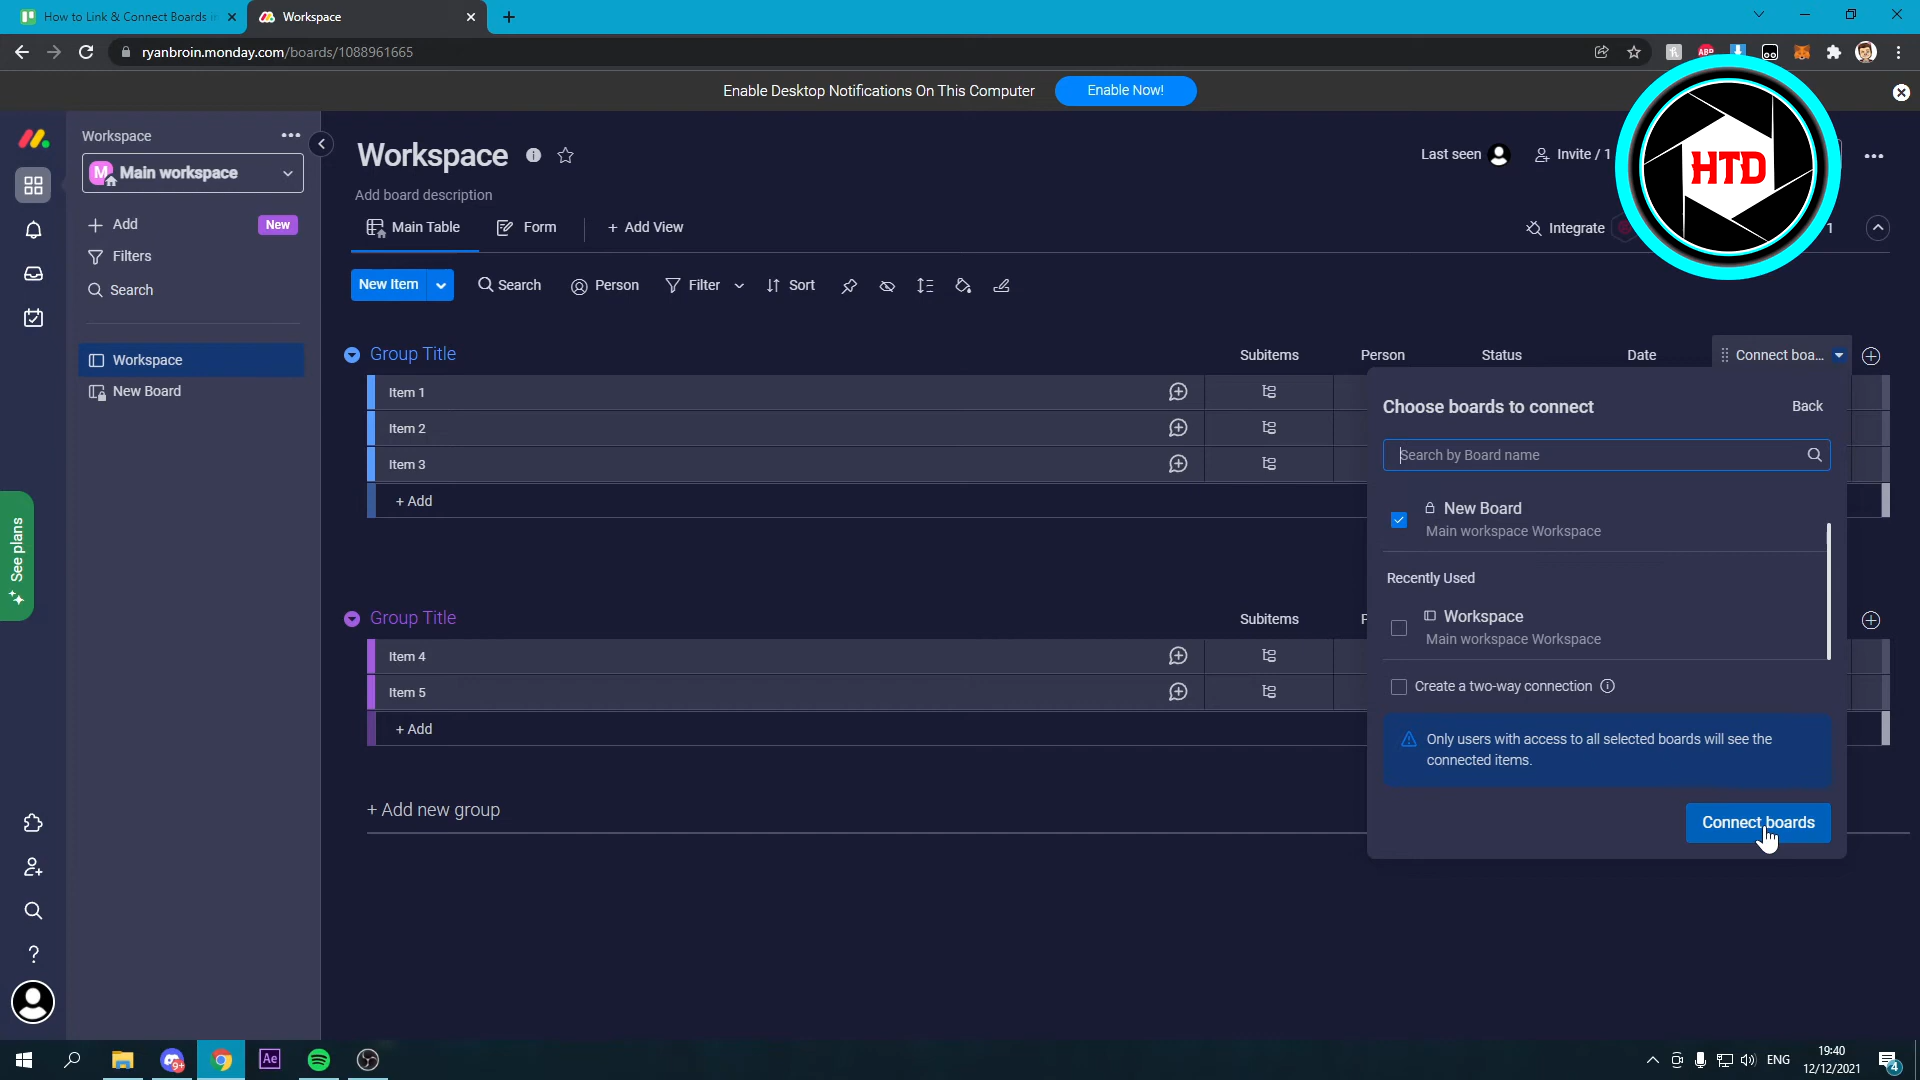 How to Link & Connect Boards
Workspace
ryanbroin.monday.com/boards/1088961665
ABP
Enable Desktop Notifications On This Computer
Enable Now!
HTD
Workspace
M
Main workspace
+ Add
New
Filters
Search
Workspace
New Board
See plans
Workspace
Last seen
Invite / 1
Add board description
Main Table
Form
+ Add View
Integrate
1
New Item
Search
Person
Filter
Sort
Group Title
Subitems
Person
Status
Date
Connect boa...
Item 1
Item 2
Item 3
+ Add
Group Title
Subitems
Item 4
Item 5
+ Add
+ Add new group
Choose boards to connect
Back
Search by Board name
New Board
Main workspace Workspace
Recently Used
Workspace
Main workspace Workspace
Create a two-way connection
Only users with access to all selected boards will see the
connected items.
Connect boards
?
9+
Ae
ENG
19:40
12/12/2021
4